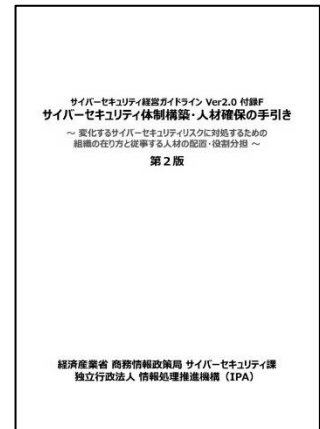 サイバーセキュリティ経営ガイドライン Ver2.0 付録F
サイバーセキュリティ体制構築・人材確保の手引き
～ 変化するサイバーセキュリティリスクに対処するための
組織の在り方と従事する人材の配置・役割分担 ～
第2版
経済産業省 商務情報政策局 サイバーセキュリティ課
独立行政法人 情報処理推進機構（IPA）